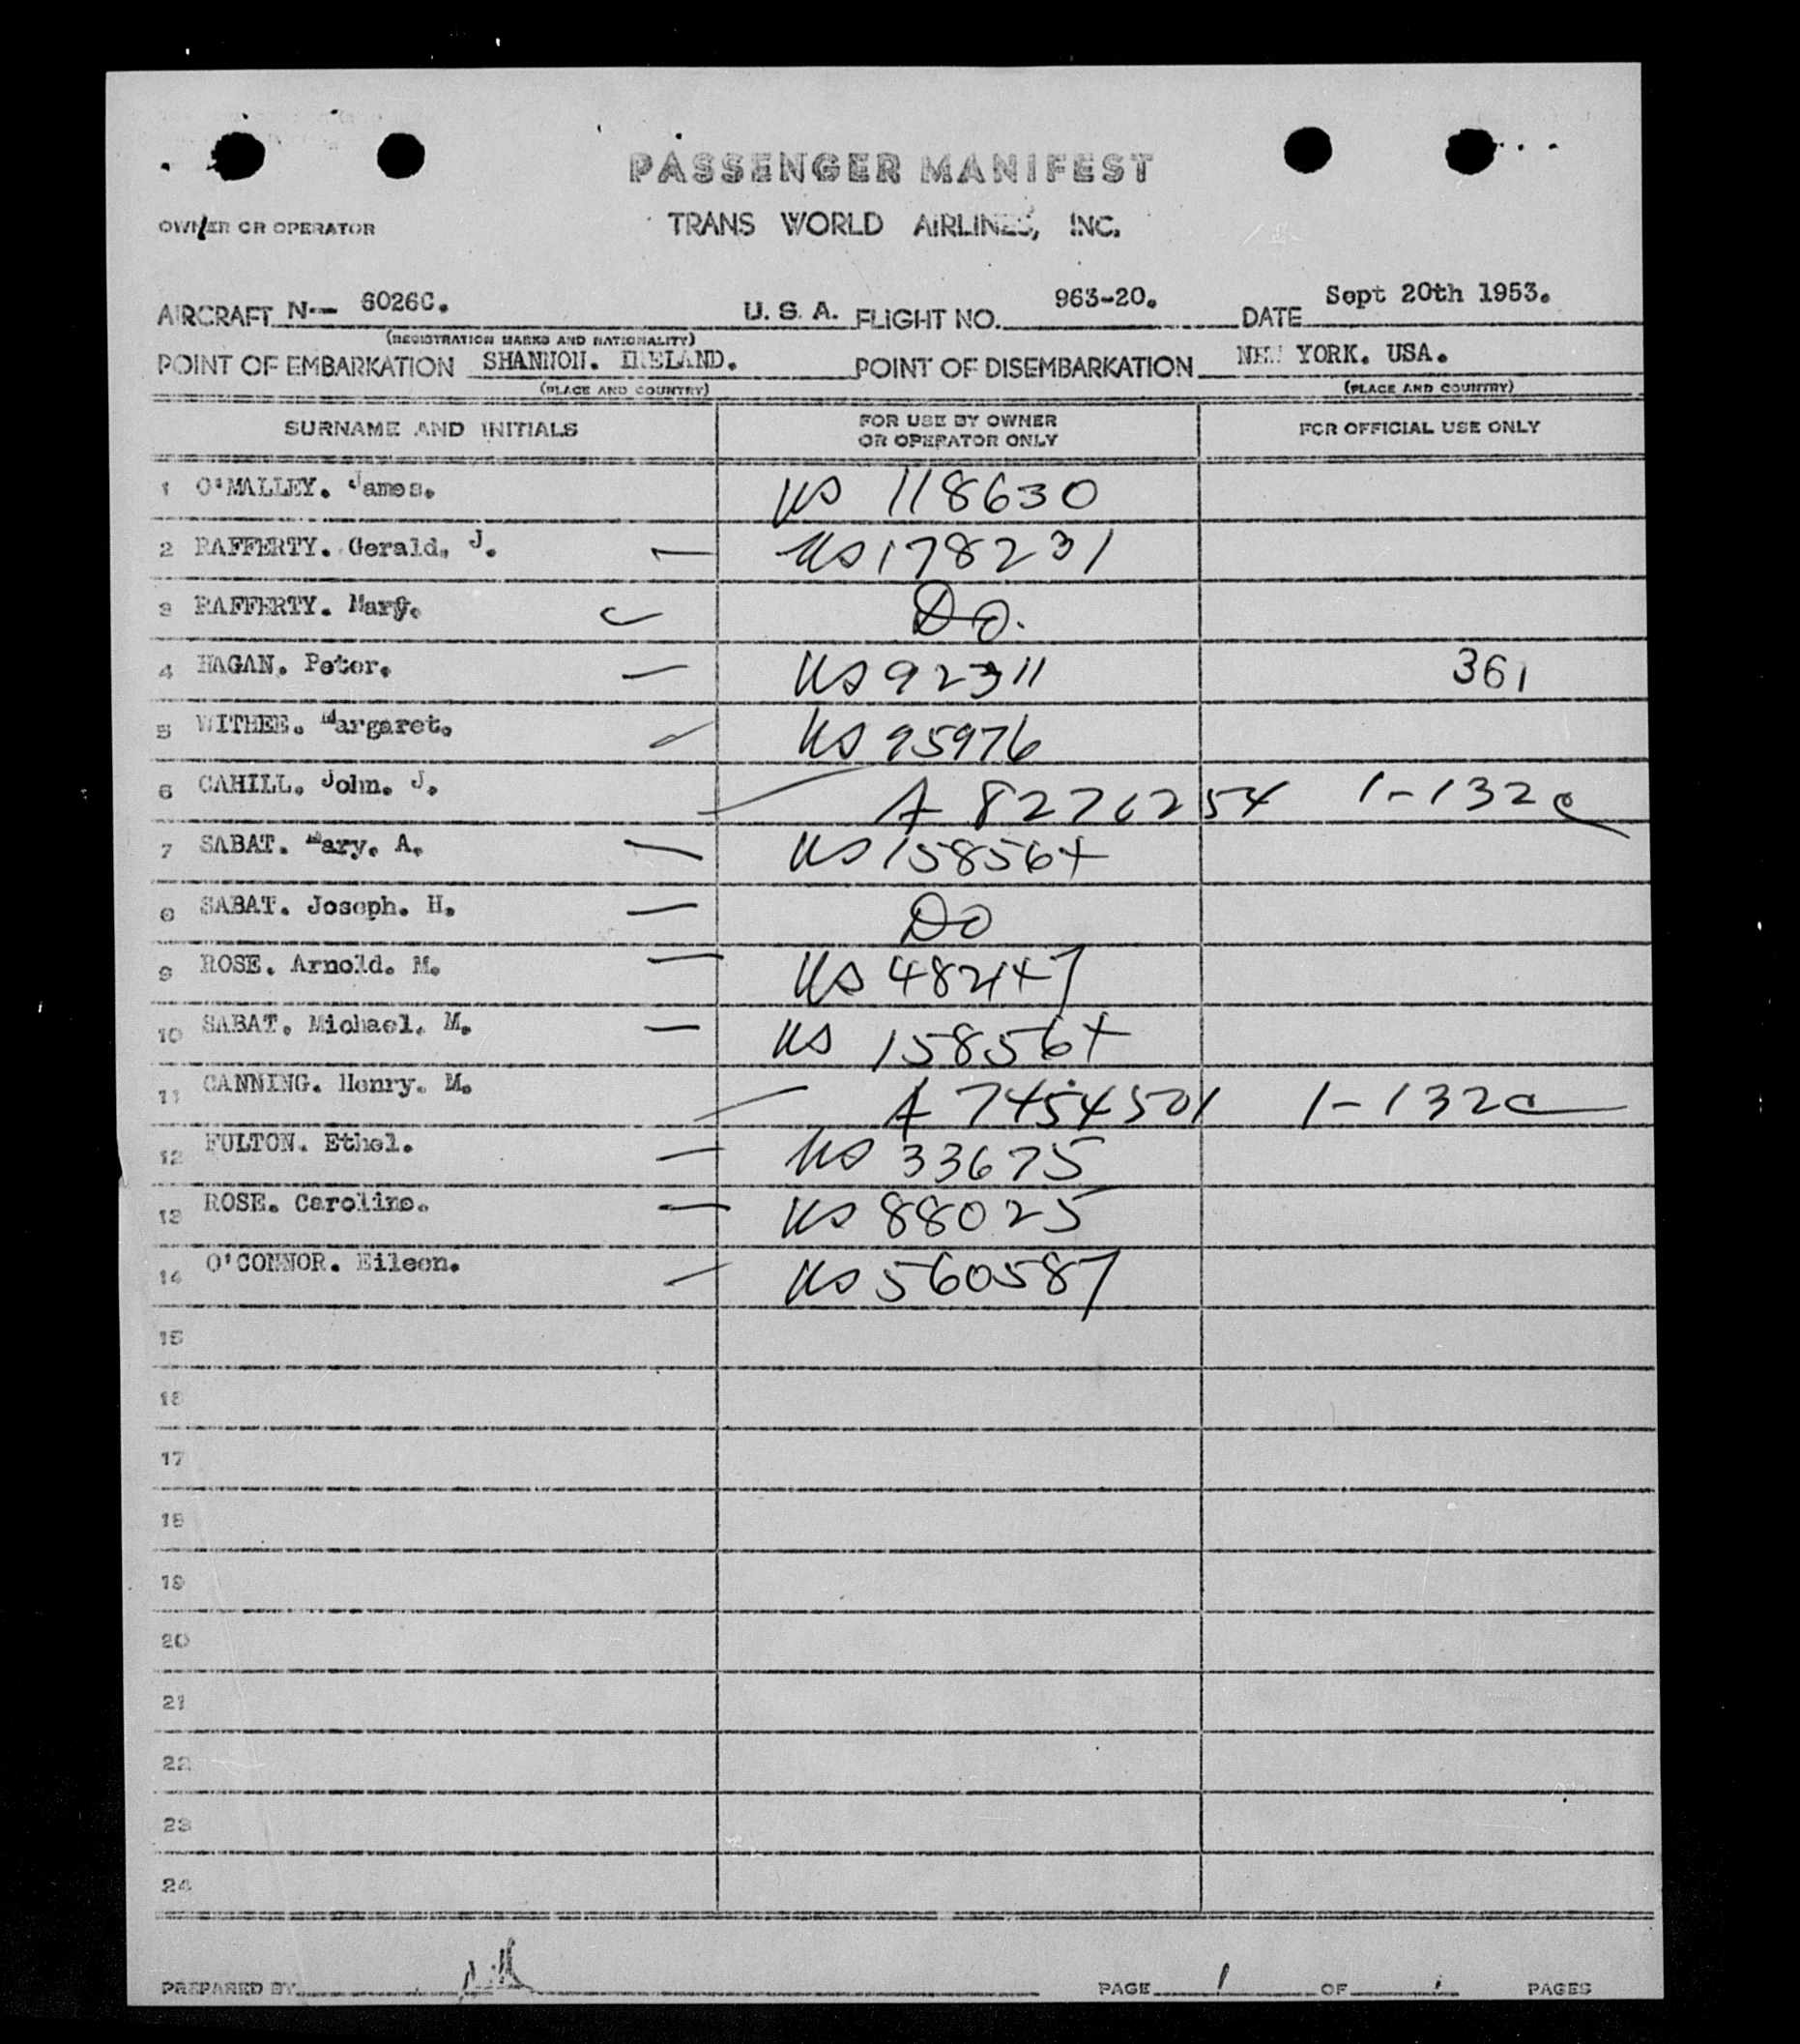 PASSENGER MANIFEST
OWNER OR OPERATOR TRANS WORLD AIRLINES, INC.
AIRCRAFT N-- 6026C. U. S. A. FLIGHT NO. 963-20. DATE Sept 20th 1953.
(REGISTRATION MARKS AND NATIONALITY)
POINT OF EMBARKATION SHANNON. IRELAND. POINT OF DISEMBARKATION NEW YORK. USA.
(PLACE AND COUNTRY) (PLACE AND COUNTRY)
SURNAME AND INITIALS FOR USE BY OWNER OR OPERATOR ONLY FOR OFFICIAL USE ONLY
1 O'MALLEY. James. US 118630
2 RAFFERTY. Gerald. J. — US 178231
3 RAFFERTY. Mary. Do.
4 HAGAN. Peter. — US 92311 361
5 WITHEE. Margaret. US 95976
6 CAHILL. John. J. A 8276254 1-132c
7 SABAT. Mary. A. — US 158564
8 SABAT. Joseph. H. — Do
9 ROSE. Arnold. M. — US 482447
10 SABAT. Michael. M. — US 158564
11 CANNING. Henry. M. A 7454501 1-132c
12 FULTON. Ethel. — US 33675
13 ROSE. Caroline. — US 88025
14 O'CONNOR. Eileen. — US 560587
15
16
17
18
19
20
21
22
23
24
PREPARED BY PAGE 1 OF 1 PAGES